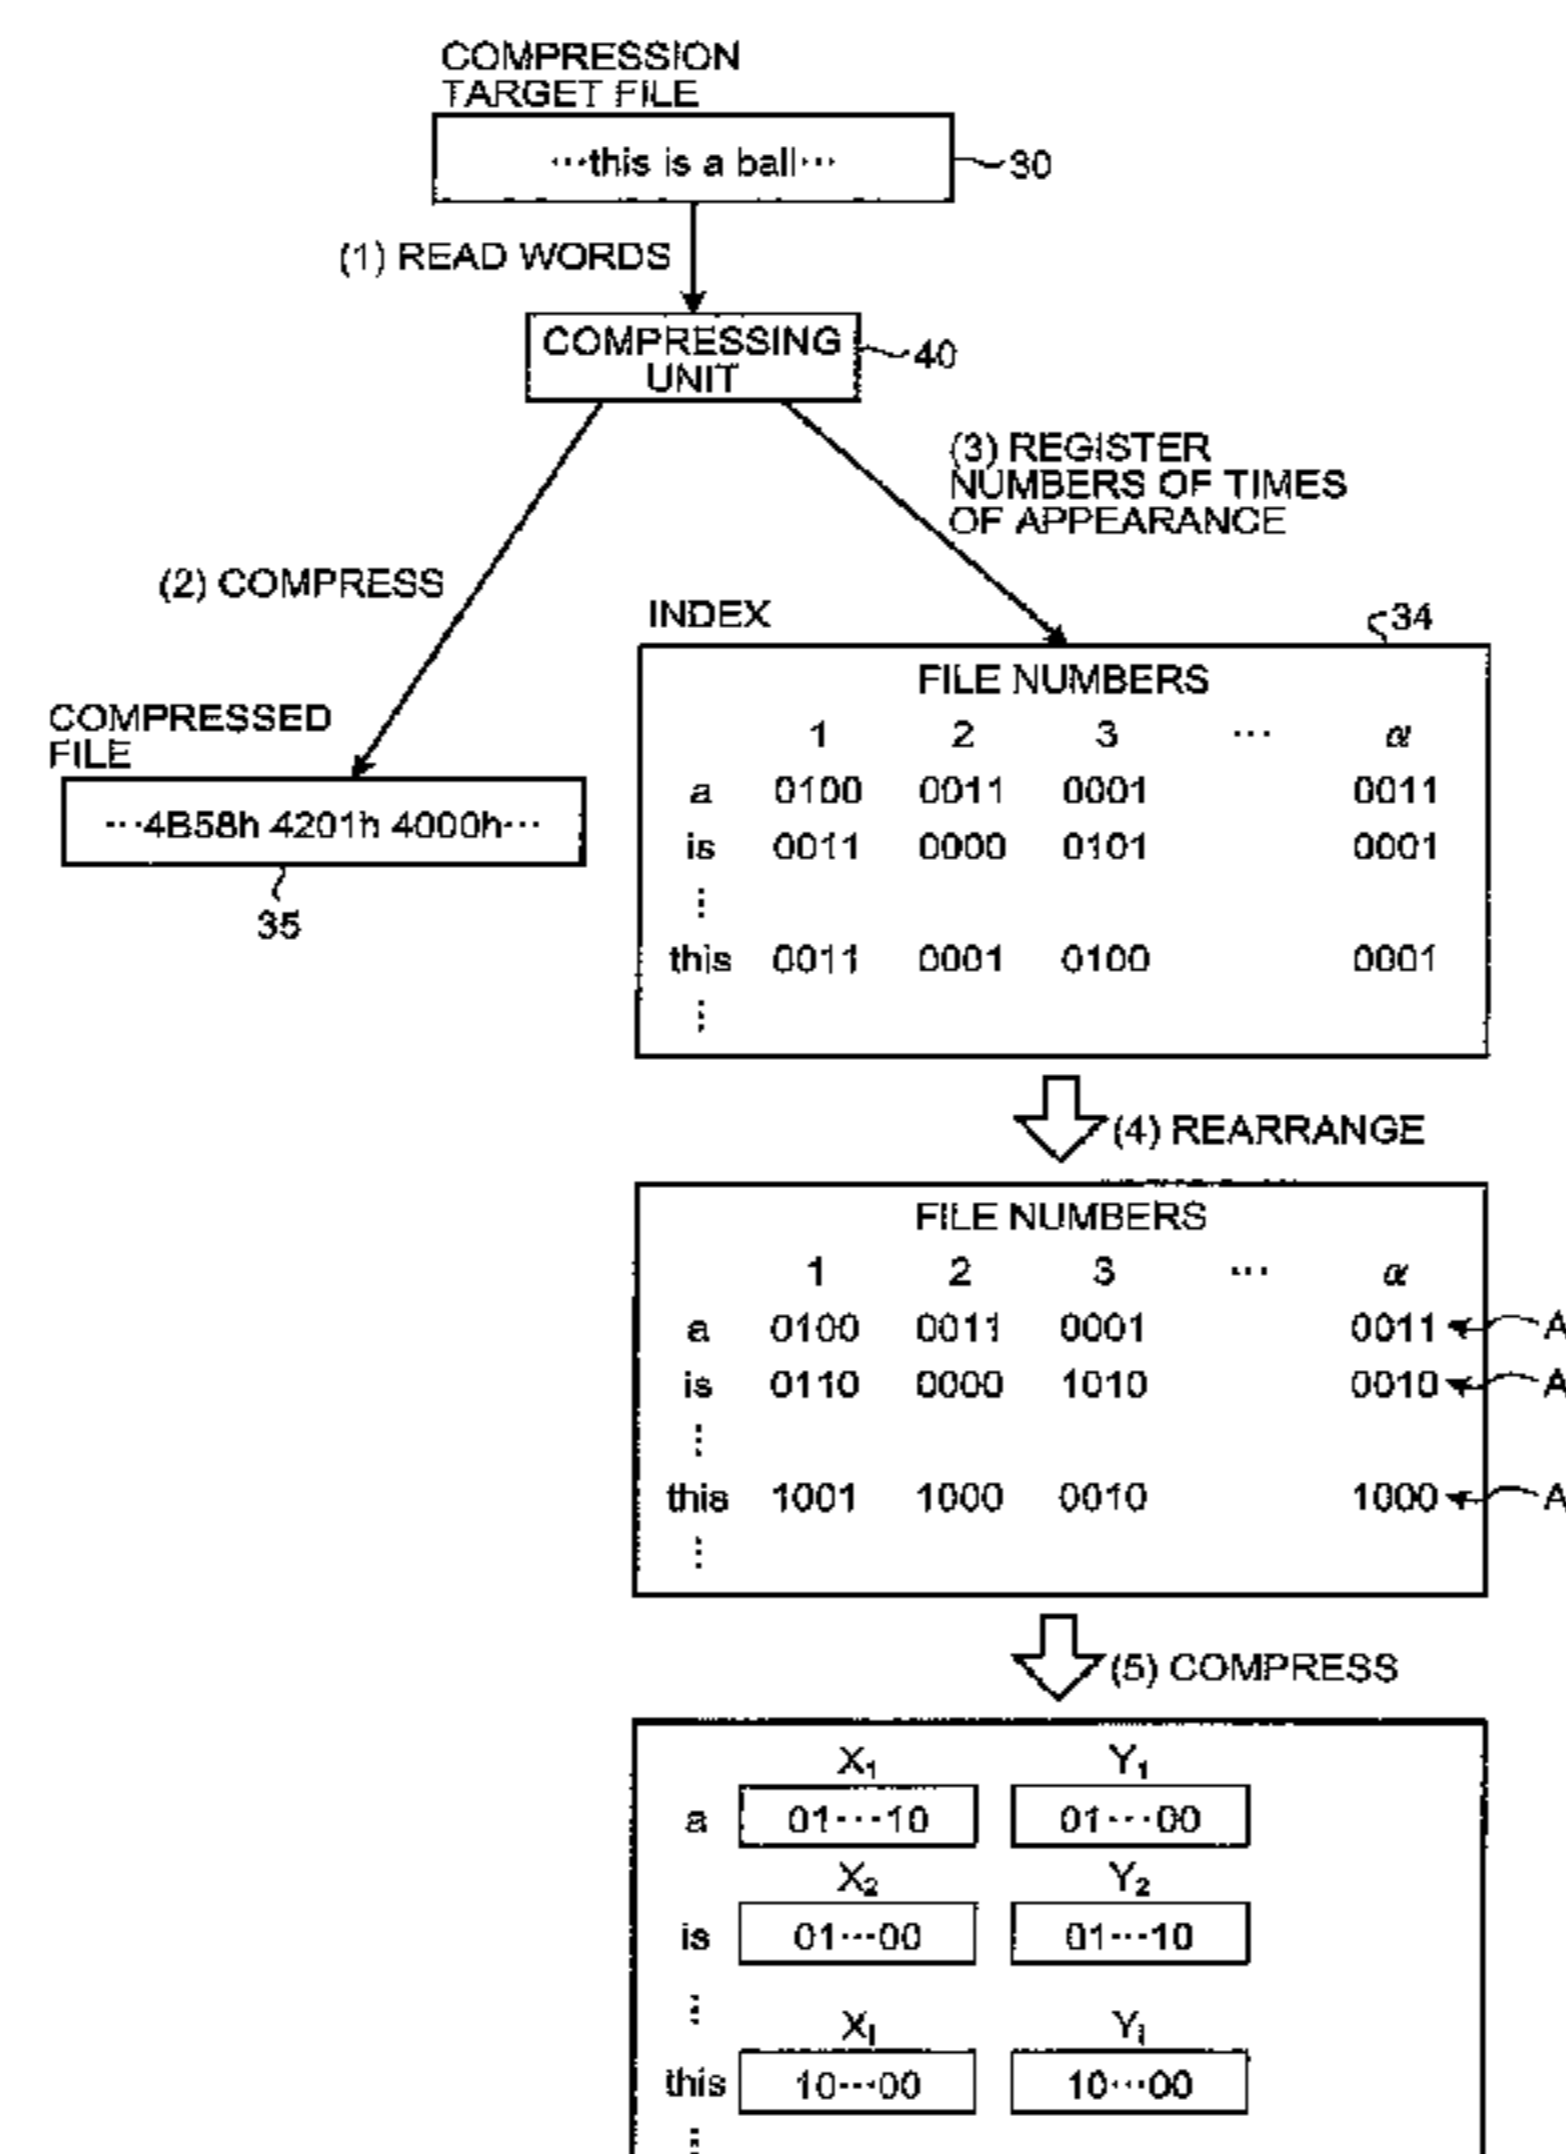 COMPRESSION
TARGET FILE
···this is a ball···
30
(1) READ WORDS
COMPRESSING
UNIT
40
(3) REGISTER
NUMBERS OF TIMES
OF APPEARANCE
(2) COMPRESS
INDEX
34
COMPRESSED
FILE
···4B58h 4201h 4000h···
35
FILE NUMBERS
1 2 3 ··· α
a 0100 0011 0001 0011
is 0011 0000 0101 0001
⋮
this 0011 0001 0100 0001
⋮
(4) REARRANGE
FILE NUMBERS
1 2 3 ··· α
a 0100 0011 0001 0011 A
is 0110 0000 1010 0010 A
⋮
this 1001 1000 0010 1000 A
⋮
(5) COMPRESS
X₁ Y₁
a 01···10 01···00
X₂ Y₂
is 01···00 01···10
⋮
Xᵢ Yᵢ
this 10···00 10···00
⋮